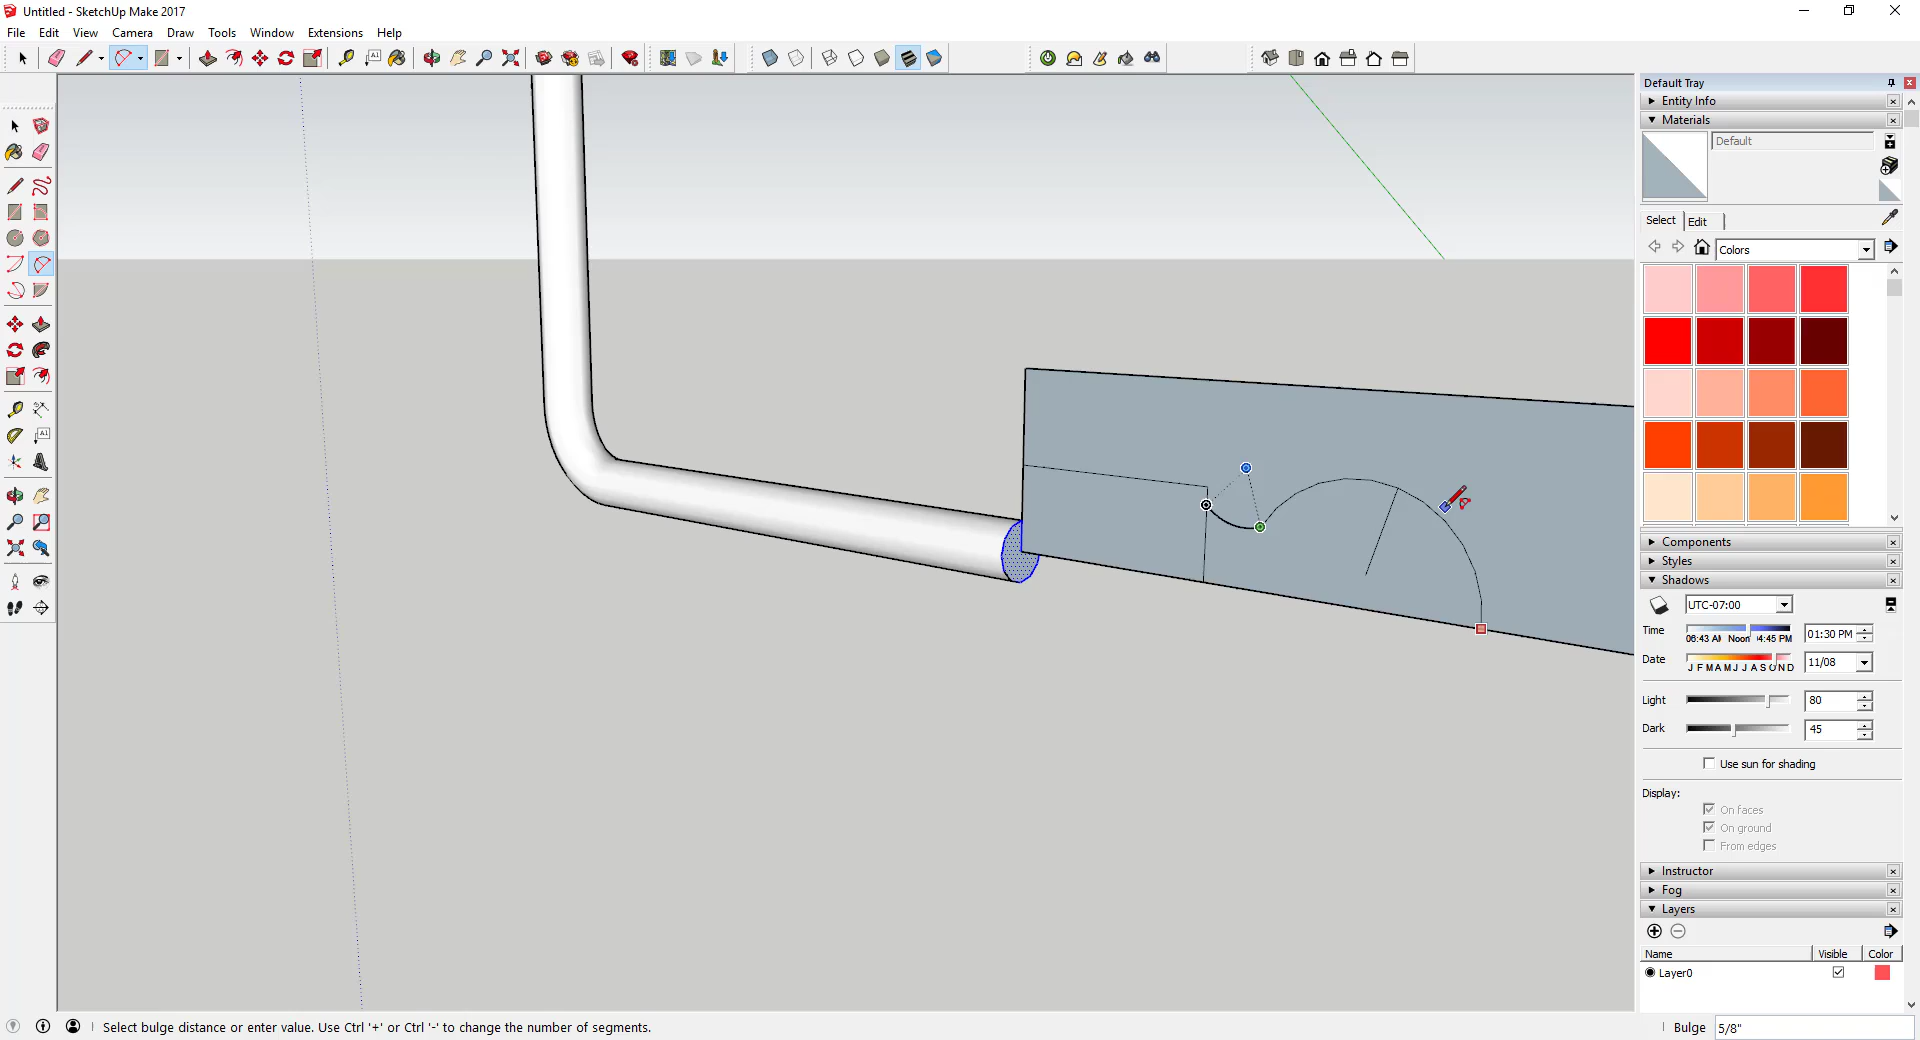 Untitled - SketchUp Make 2017
File Edit View Camera Draw Tools Window Extensions Help
Default Tray
Entity Info
Materials
Default
Select Edit
Colors
Components
Styles
Shadows
UTC-07:00
Time 06:43 AM Noon 04:45 PM 01:30 PM
Date J F M A M J J A S O N D 11/08
Light 80
Dark 45
Use sun for shading
Display:
On faces
On ground
From edges
Instructor
Fog
Layers
Name Visible Color
Layer0
Select bulge distance or enter value. Use Ctrl '+' or Ctrl '-' to change the number of segments. Bulge 5/8"